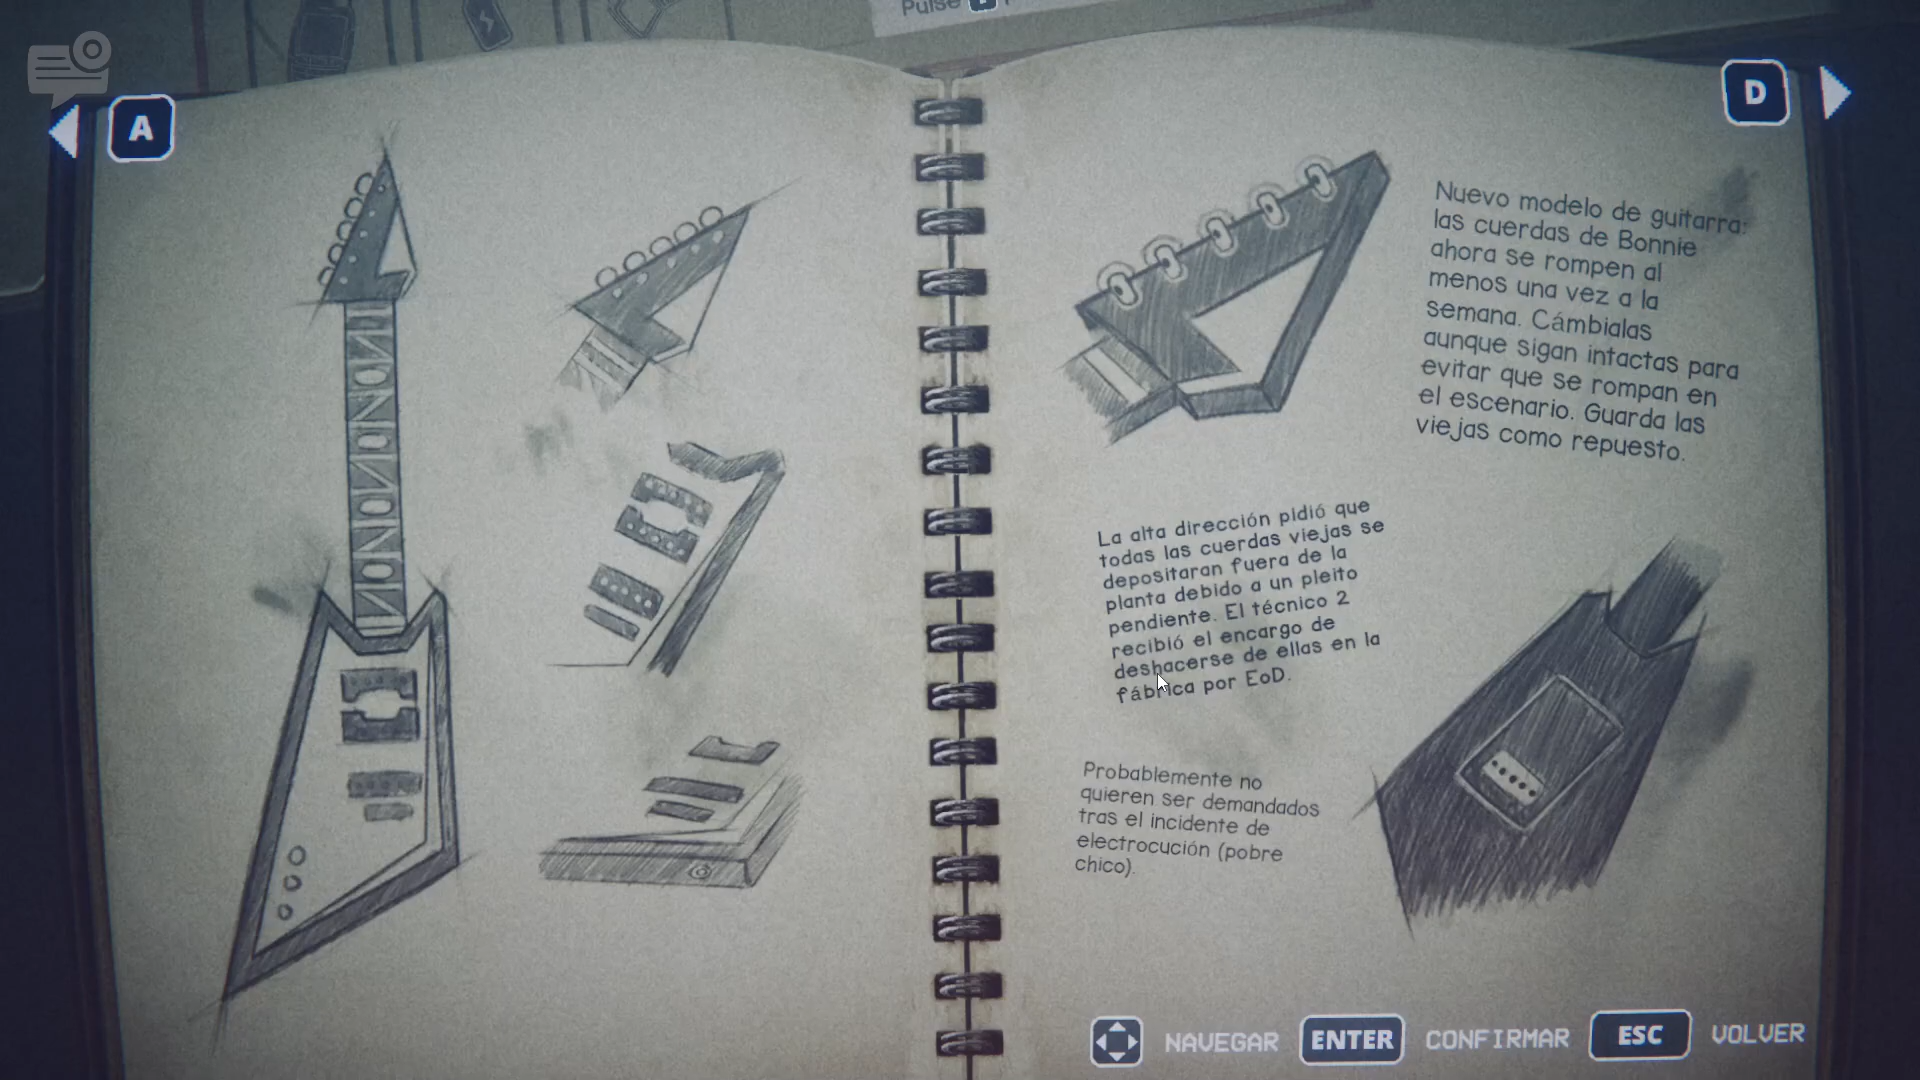 Pulse
A
D
Nuevo modelo de guitarra:
las cuerdas de Bonnie
ahora se rompen al
menos una vez a la
semana. Cámbialas
aunque sigan intactas para
evitar que se rompan en
el escenario. Guarda las
viejas como repuesto.
La alta dirección pidió que
todas las cuerdas viejas se
depositaran fuera de la
planta debido a un pleito
pendiente. El técnico 2
recibió el encargo de
deshacerse de ellas en la
fábrica por EoD.
Probablemente no
quieren ser demandados
tras el incidente de
electrocución (pobre
chico).
NAVEGAR ENTER CONFIRMAR ESC VOLVER